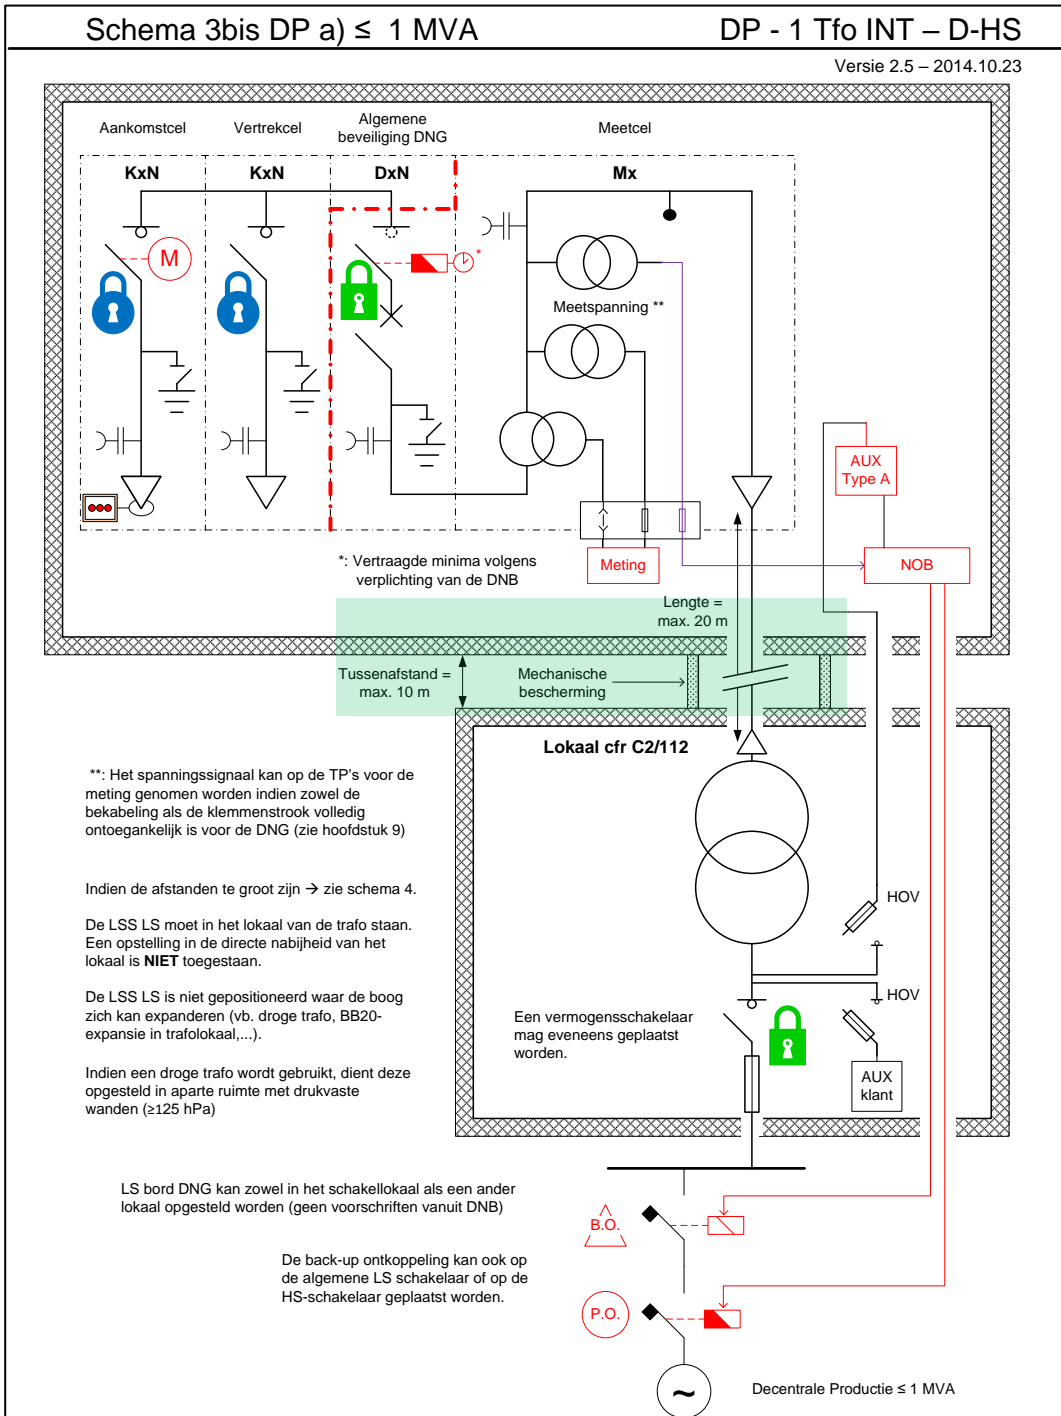 Schema 3bis DP a) ≤ 1 MVA
DP - 1 Tfo INT – D-HS
Versie 2.5 – 2014.10.23
Aankomstcel
Vertrekcel
Algemene
beveiliging DNG
Meetcel
KxN
KxN
DxN
Mx
M
*
Meetspanning **
AUX
Type A
Meting
NOB
*: Vertraagde minima volgens
verplichting van de DNB
Lengte =
max. 20 m
Tussenafstand =
max. 10 m
Mechanische
bescherming
Lokaal cfr C2/112
**: Het spanningssignaal kan op de TP's voor de
meting genomen worden indien zowel de
bekabeling als de klemmenstrook volledig
ontoegankelijk is voor de DNG (zie hoofdstuk 9)
Indien de afstanden te groot zijn → zie schema 4.
De LSS LS moet in het lokaal van de trafo staan.
Een opstelling in de directe nabijheid van het
lokaal is NIET toegestaan.
De LSS LS is niet gepositioneerd waar de boog
zich kan expanderen (vb. droge trafo, BB20-
expansie in trafolokaal,...).
Indien een droge trafo wordt gebruikt, dient deze
opgesteld in aparte ruimte met drukvaste
wanden (≥125 hPa)
HOV
HOV
Een vermogensschakelaar
mag eveneens geplaatst
worden.
AUX
klant
LS bord DNG kan zowel in het schakellokaal als een ander
lokaal opgesteld worden (geen voorschriften vanuit DNB)
B.O.
De back-up ontkoppeling kan ook op
de algemene LS schakelaar of op de
HS-schakelaar geplaatst worden.
P.O.
~
Decentrale Productie ≤ 1 MVA